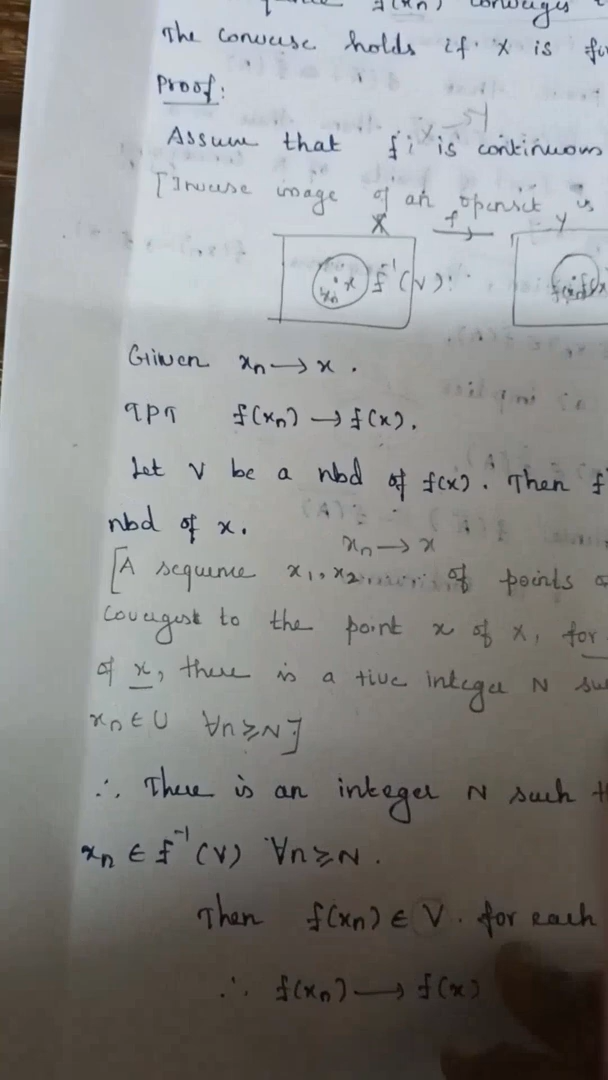 f(xn) converges
The converse holds if X is
Proof:
Assume that f: X → Y is continuous
[Inverse image of an openset is
X f Y
xn x f⁻¹(V)
Given xn → x.
TPT f(xn) → f(x).
Let V be a nbd of f(x). Then f
nbd of x.
xn → x
[A sequence x1, x2 ...... of points
to the point x of X, for
of x, there is a +ive integer N
xn ∈ U ∀n ≥ N]
∴ There is an integer N such
xn ∈ f⁻¹(V) ∀n ≥ N.
Then f(xn) ∈ V. for each
∴ f(xn) → f(x)